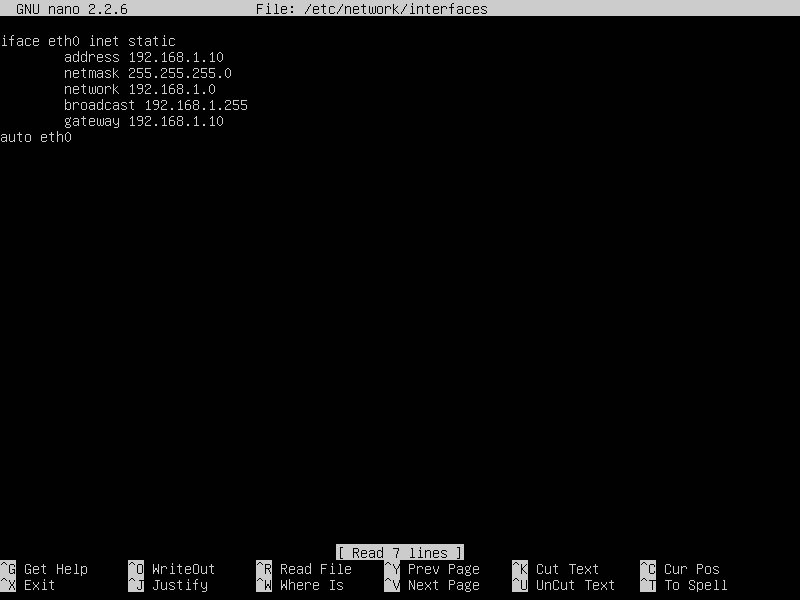 GNU nano 2.2.6 File: /etc/network/interfaces
iface eth0 inet static
address 192.168.1.10
netmask 255.255.255.0
network 192.168.1.0
broadcast 192.168.1.255
gateway 192.168.1.10
auto eth0
[ Read 7 lines ]
^G Get Help ^O WriteOut ^R Read File ^Y Prev Page ^K Cut Text ^C Cur Pos
^X Exit ^J Justify ^W Where Is ^V Next Page ^U UnCut Text ^T To Spell